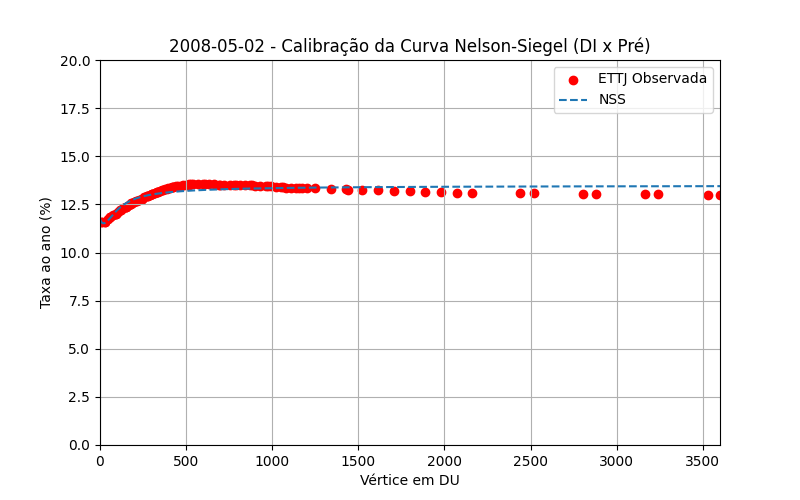 2008-05-02 - Calibração da Curva Nelson-Siegel (DI x Pré)
20.0
17.5
15.0
12.5
10.0
7.5
5.0
2.5
0.0
Taxa ao ano (%)
ETTJ Observada
NSS
0 500 1000 1500 2000 2500 3000 3500
Vértice em DU